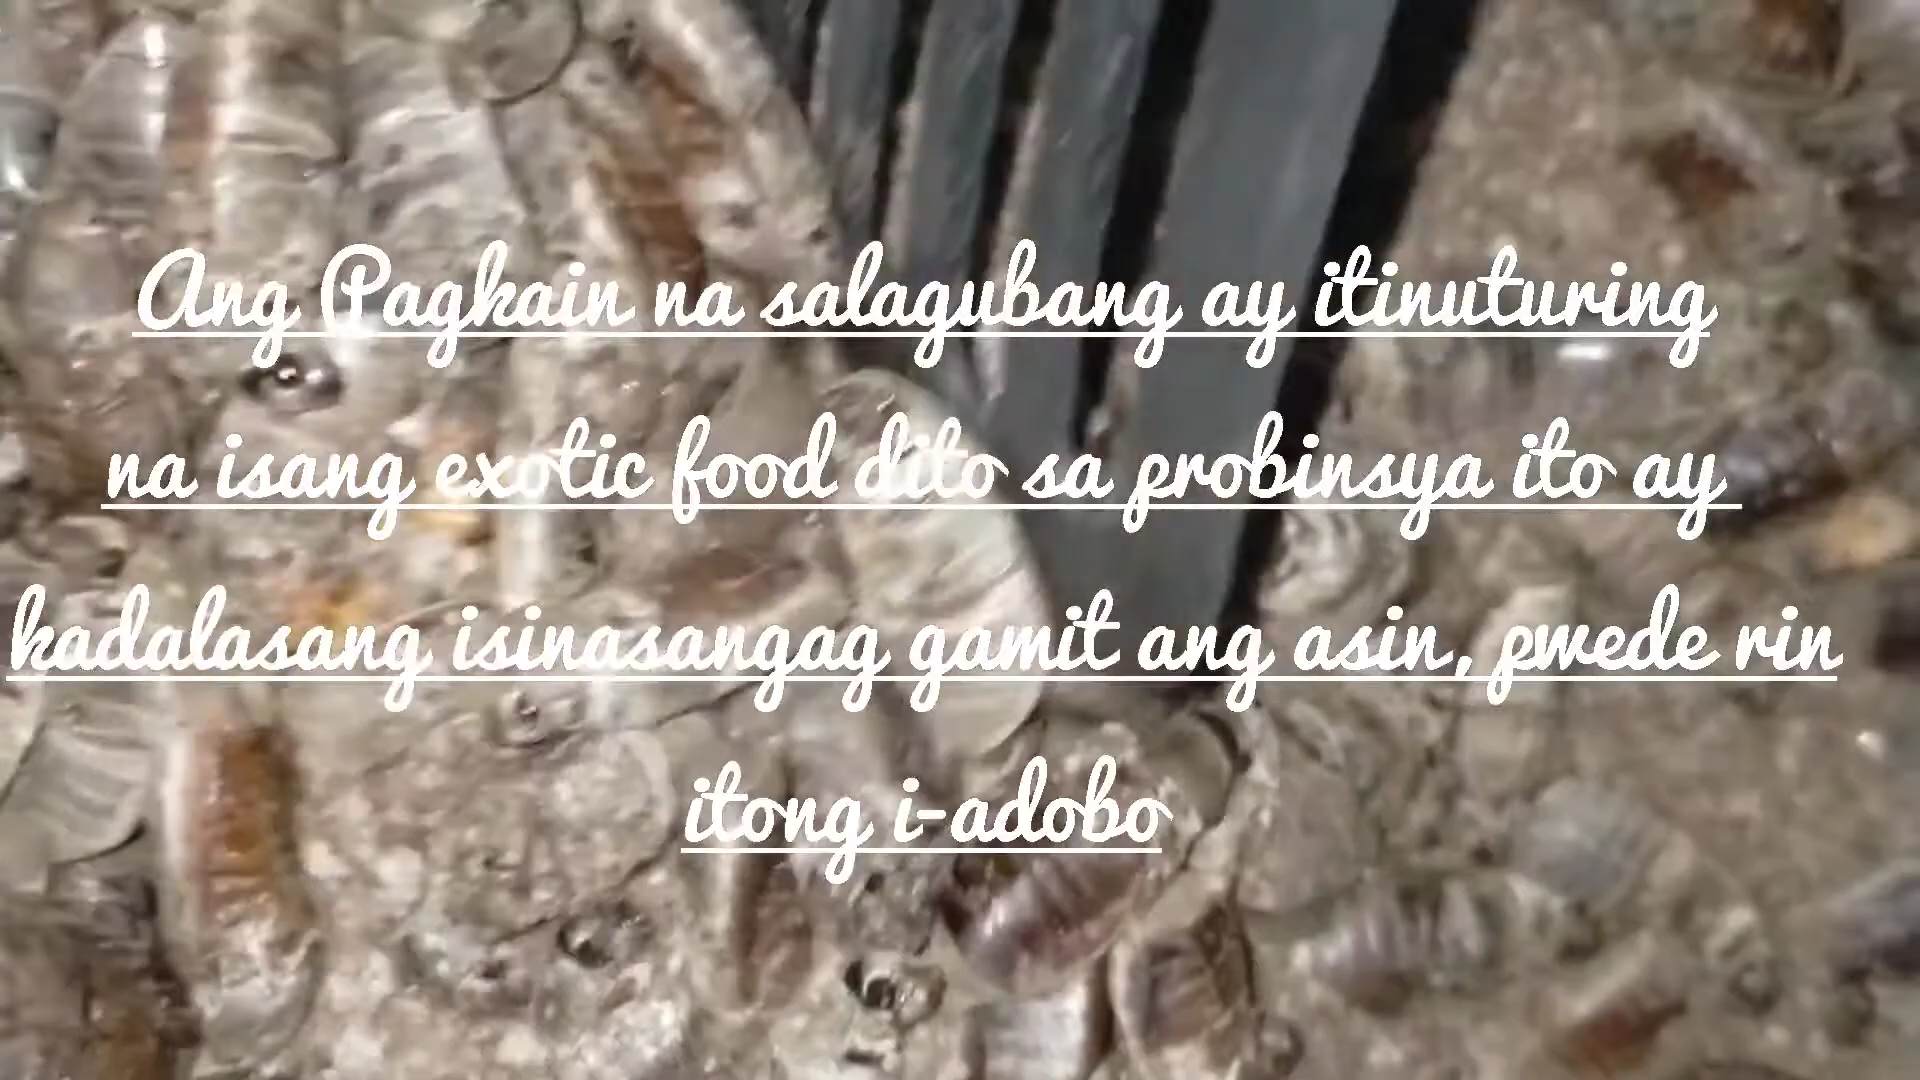 Ang Pagkain na salagubang ay itinuturing
na isang exotic food dito sa probinsya ito ay
kadalasang isinasangag gamit ang asin, pwede rin
itong i-adobo